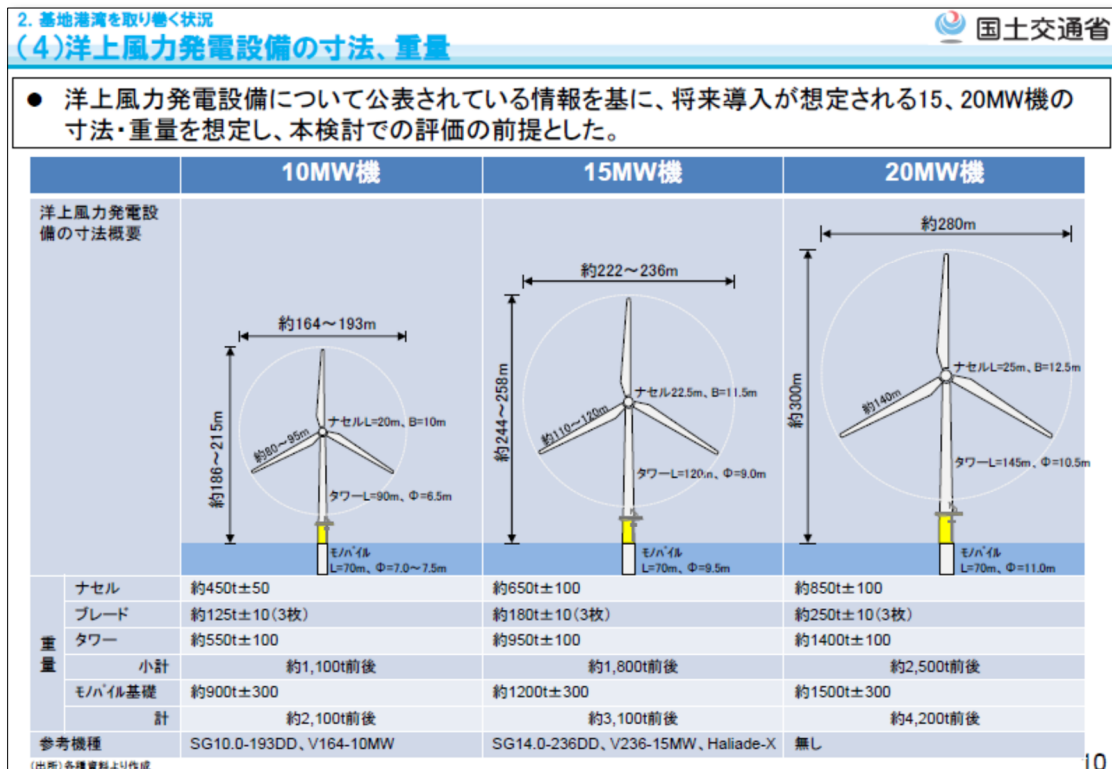 2. 基地港湾を取り巻く状況
(4)洋上風力発電設備の寸法、重量
国土交通省
● 洋上風力発電設備について公表されている情報を基に、将来導入が想定される15、20MW機の
寸法・重量を想定し、本検討での評価の前提とした。
10MW機 15MW機 20MW機
洋上風力発電設
備の寸法概要
約164～193m
約186～215m
ナセルL=20m、B=10m
約80～95m
タワーL=90m、Φ=6.5m
モノパイル
L=70m、Φ=7.0～7.5m
約222～236m
約244～258m
ナセル22.5m、B=11.5m
約110～120m
タワーL=120m、Φ=9.0m
モノパイル
L=70m、Φ=9.5m
約280m
約300m
ナセルL=25m、B=12.5m
約140m
タワーL=145m、Φ=10.5m
モノパイル
L=70m、Φ=11.0m
重量
ナセル 約450t±50 約650t±100 約850t±100
ブレード 約125t±10(3枚) 約180t±10(3枚) 約250t±10(3枚)
タワー 約550t±100 約950t±100 約1400t±100
小計 約1,100t前後 約1,800t前後 約2,500t前後
モノパイル基礎 約900t±300 約1200t±300 約1500t±300
計 約2,100t前後 約3,100t前後 約4,200t前後
参考機種 SG10.0-193DD、V164-10MW SG14.0-236DD、V236-15MW、Haliade-X 無し
(出所)各種資料より作成
10